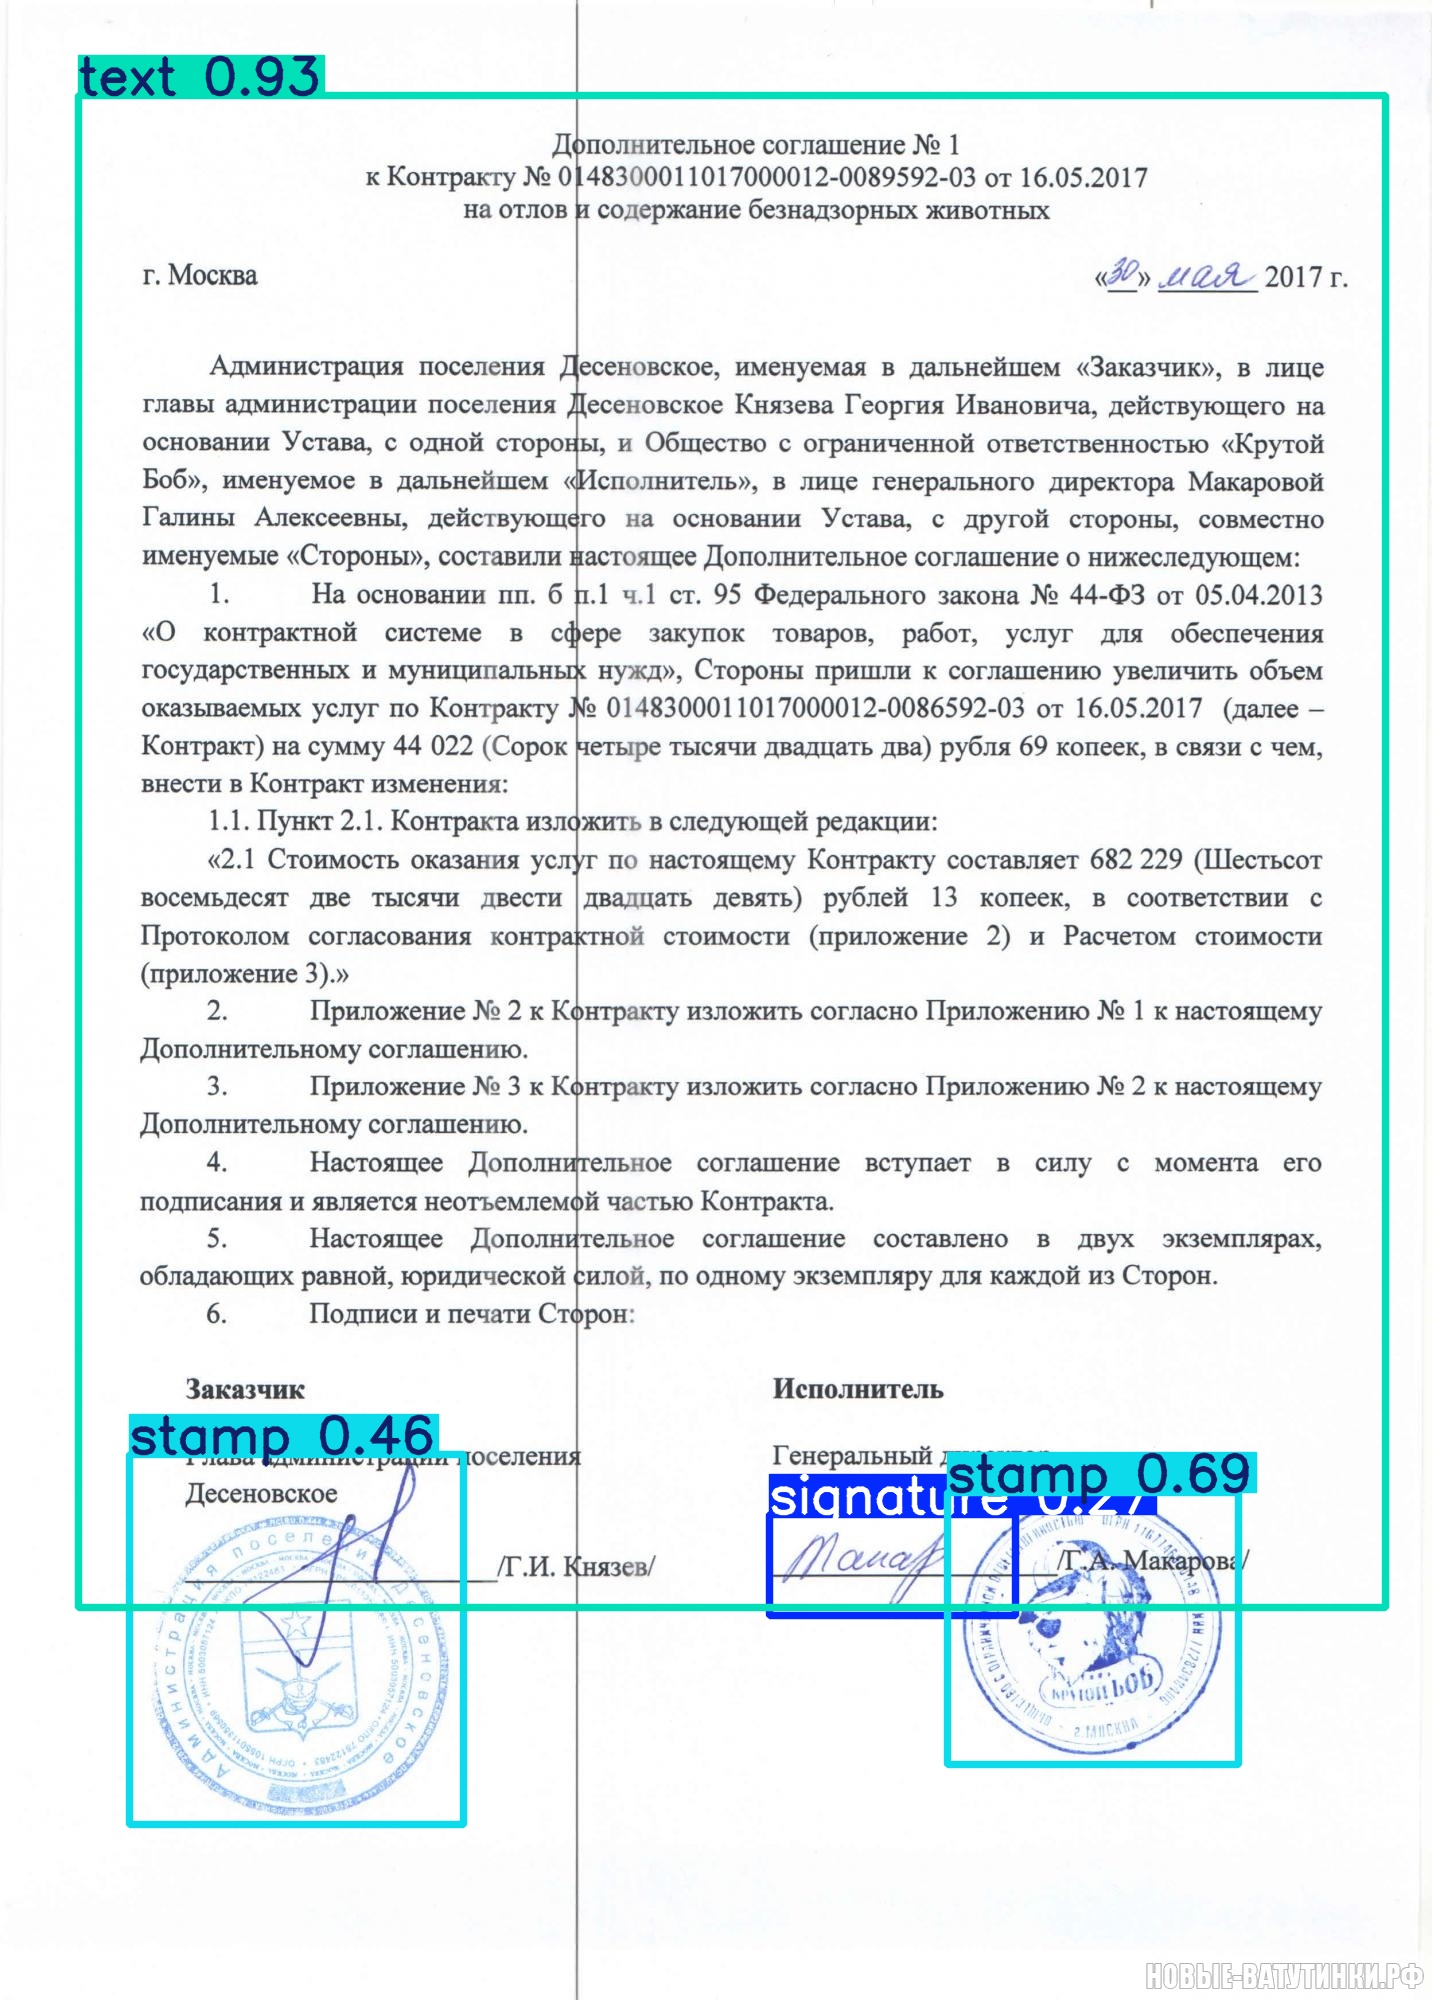 text 0.93
Дополнительное соглашение № 1
к Контракту № 0148300011017000012-0089592-03 от 16.05.2017
на отлов и содержание безнадзорных животных
г. Москва «30» мая 2017 г.
Администрация поселения Десеновское, именуемая в дальнейшем «Заказчик», в лице
главы администрации поселения Десеновское Князева Георгия Ивановича, действующего на
основании Устава, с одной стороны, и Общество с ограниченной ответственностью «Крутой
Боб», именуемое в дальнейшем «Исполнитель», в лице генерального директора Макаровой
Галины Алексеевны, действующего на основании Устава, с другой стороны, совместно
именуемые «Стороны», составили настоящее Дополнительное соглашение о нижеследующем:
1. На основании пп. б п.1 ч.1 ст. 95 Федерального закона № 44-ФЗ от 05.04.2013
«О контрактной системе в сфере закупок товаров, работ, услуг для обеспечения
государственных и муниципальных нужд», Стороны пришли к соглашению увеличить объем
оказываемых услуг по Контракту № 0148300011017000012-0086592-03 от 16.05.2017 (далее –
Контракт) на сумму 44 022 (Сорок четыре тысячи двадцать два) рубля 69 копеек, в связи с чем,
внести в Контракт изменения:
1.1. Пункт 2.1. Контракта изложить в следующей редакции:
«2.1 Стоимость оказания услуг по настоящему Контракту составляет 682 229 (Шестьсот
восемьдесят две тысячи двести двадцать девять) рублей 13 копеек, в соответствии с
Протоколом согласования контрактной стоимости (приложение 2) и Расчетом стоимости
(приложение 3).»
2. Приложение № 2 к Контракту изложить согласно Приложению № 1 к настоящему
Дополнительному соглашению.
3. Приложение № 3 к Контракту изложить согласно Приложению № 2 к настоящему
Дополнительному соглашению.
4. Настоящее Дополнительное соглашение вступает в силу с момента его
подписания и является неотъемлемой частью Контракта.
5. Настоящее Дополнительное соглашение составлено в двух экземплярах,
обладающих равной, юридической силой, по одному экземпляру для каждой из Сторон.
6. Подписи и печати Сторон:
Заказчик Исполнитель
stamp 0.46
Глава администрации поселения Генеральный директор
Десеновское
stamp 0.69
signature 0.27
/Г.И. Князев/ /Г.А. Макарова/
Администрация поселения Десеновское
КРУТОЙ БОБ
г. МОСКВА
НОВЫЕ-ВАТУТИНКИ.РФ